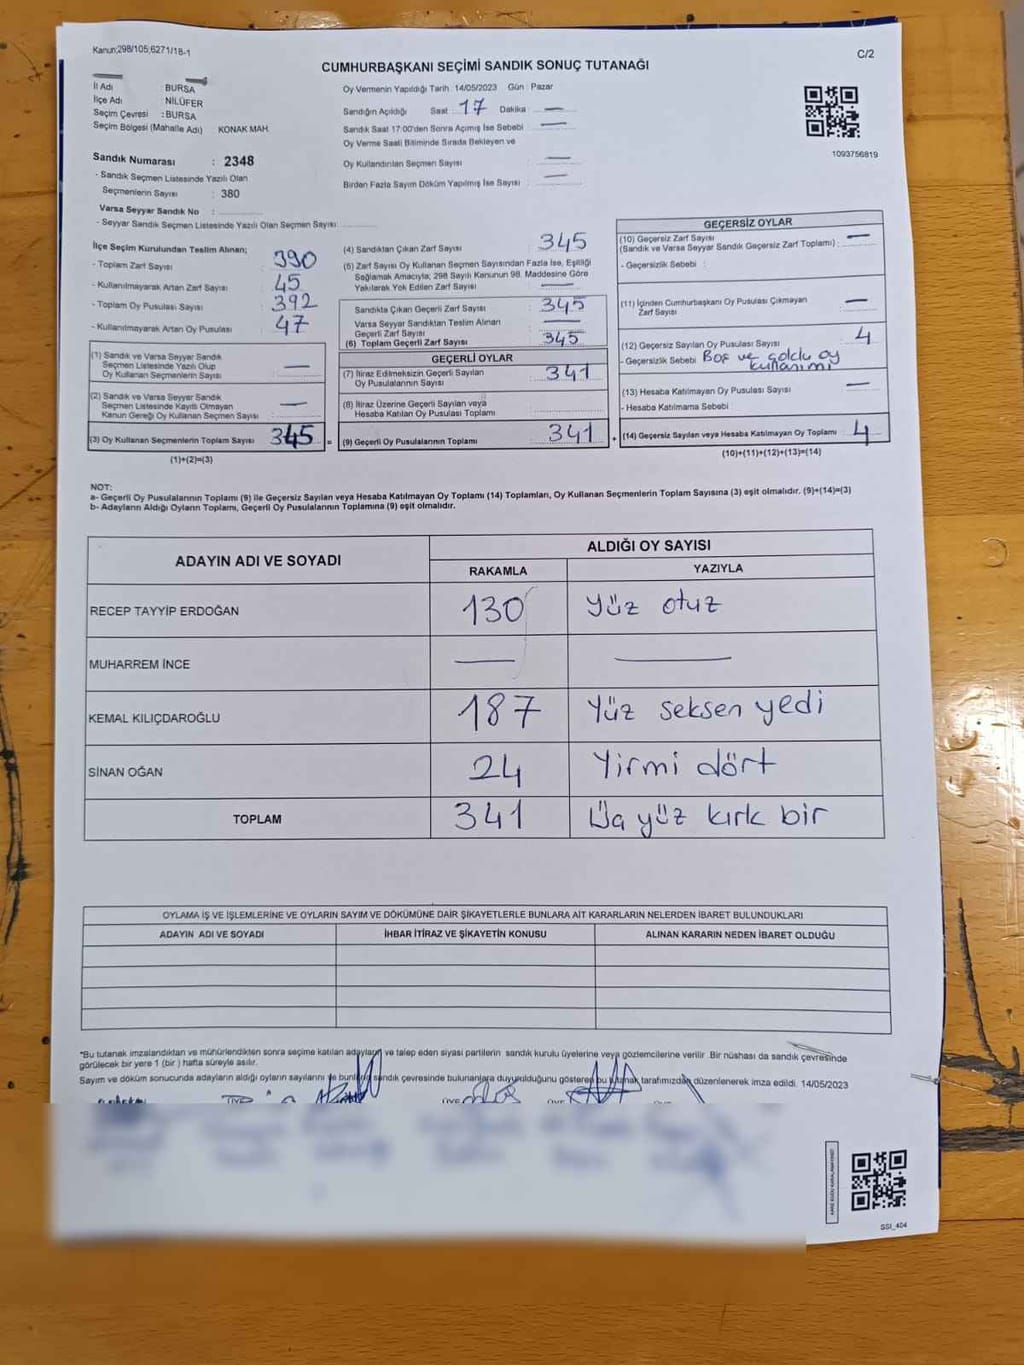 Kanun;298/105;6271/18-1
C/2
CUMHURBAŞKANI SEÇİMİ SANDIK SONUÇ TUTANAĞI
İl Adı BURSA
İlçe Adı : NİLÜFER
Seçim Çevresi : BURSA
Seçim Bölgesi (Mahalle Adı) KONAK MAH.
Sandık Numarası : 2348
- Sandık Seçmen Listesinde Yazılı Olan
Seçmenlerin Sayısı : 380
Varsa Seyyar Sandık No :
- Seyyar Sandık Listesinde Yazılı Olan Seçmen Sayısı:
Oy Vermenin Yapıldığı Tarih :14/05/2023 Gün : Pazar
Sandığın Açıldığı Saat : 17 Dakika : —
Sandık Saat 17:00'den Sonra Açmış İse Sebebi : —
Oy Verme Saati Bitiminde Sırada Bekleyen ve
Oy Kullandırılan Seçmen Sayısı : —
Birden Fazla Sayım Döküm Yapılmış İse Sayısı : —
1093756819
İlçe Seçim Kurulundan Teslim Alınan;
- Toplam Zarf Sayısı : 390
- Kullanılmayarak Artan Zarf Sayısı : 45
- Toplam Oy Pusulası Sayısı : 392
- Kullanılmayarak Artan Oy Pusulası : 47
(1) Sandık ve Varsa Seyyar Sandık
Seçmen Listesinde Yazılı Olup
Oy Kullanan Seçmenlerin Sayısı : —
(2) Sandık ve Varsa Seyyar Sandık
Seçmen Listesinde Kayıtlı Olmayan
Kanun Gereği Oy Kullanan Seçmen Sayısı : —
(3) Oy Kullanan Seçmenlerin Toplam Sayısı 345
(1)+(2)=(3)
(4) Sandıktan Çıkan Zarf Sayısı : 345
(5) Zarf Sayısı Oy Kullanan Seçmen Sayısından Fazla İse, Eşitliği
Sağlamak Amacıyla, 298 Sayılı Kanunun 98. Maddesine Göre
Yakılarak Yok Edilen Zarf Sayısı : —
Sandıkta Çıkan Geçerli Zarf Sayısı : 345
Varsa Seyyar Sandıktan Teslim Alınan
Geçerli Zarf Sayısı : —
(6) Toplam Geçerli Zarf Sayısı : 345
GEÇERLİ OYLAR
(7) İtiraz Edilmeksizin Geçerli Sayılan
Oy Pusulasının Sayısı : 341
(8) İtiraz Üzerine Geçerli Sayılan veya
Hesaba Katılan Oy Pusulası Toplamı :
= (9) Geçerli Oy Pusulalarının Toplamı : 341
GEÇERSİZ OYLAR
(10) Geçersiz Zarf Sayısı
(Sandık ve Varsa Seyyar Sandık Geçersiz Zarf Toplamı) : —
- Geçersizlik Sebebi :
(11) İçinden Cumhurbaşkanı Oy Pusulası Çıkmayan
Zarf Sayısı : —
(12) Geçersiz Sayılan Oy Pusulası Sayısı : 4
- Geçersizlik Sebebi Boş ve oy
kullanımı
(13) Hesaba Katılmayan Oy Pusulası Sayısı : —
- Hesaba Katılmama Sebebi :
+ (14) Geçersiz Sayılan veya Hesaba Katılmayan Oy Toplamı : 4
(10)+(11)+(12)+(13)=(14)
NOT:
a- Geçerli Oy Pusulalarının Toplamı (9) ile Geçersiz Sayılan veya Hesaba Katılmayan Oy Toplamı (14) Toplamları, Oy Kullanan Seçmenlerin Toplam Sayısına (3) eşit olmalıdır. (9)+(14)=(3)
b- Adayların Aldığı Oyların Toplamı, Geçerli Oy Pusulalarının Toplamına (9) eşit olmalıdır.
ADAYIN ADI VE SOYADI
ALDIĞI OY SAYISI
RAKAMLA YAZIYLA
RECEP TAYYİP ERDOĞAN 130 Yüz otuz
MUHARREM İNCE — —
KEMAL KILIÇDAROĞLU 187 Yüz seksen yedi
SİNAN OĞAN 24 Yirmi dört
TOPLAM 341 Üç yüz kırk bir
OYLAMA İŞ VE İŞLEMLERİNE VE OYLARIN SAYIM VE DÖKÜMÜNE DAİR ŞİKAYETLERLE BUNLARA AİT KARARLARIN NELERDEN İBARET BULUNDUKLARI
ADAYIN ADI VE SOYADI İHBAR İTİRAZ VE ŞİKAYETİN KONUSU ALINAN KARARIN NEDEN İBARET OLDUĞU
*Bu tutanak imzalandıktan ve mühürlendikten sonra seçime katılan adayların ve talep eden siyasi partilerin sandık kurulu üyelerine veya gözlemcilerine verilir. Bir nüshası da sandık çevresinde
görülecek bir yere 1 (bir) hafta süreyle asılır.
Sayım ve döküm sonucunda adayların aldığı oyların sayılarını ve bunların sandık çevresinde bulunanlara duyurulduğunu gösteren bu tutanak tarafımızdan düzenlenerek imza edildi. 14/05/2023
SSI_404